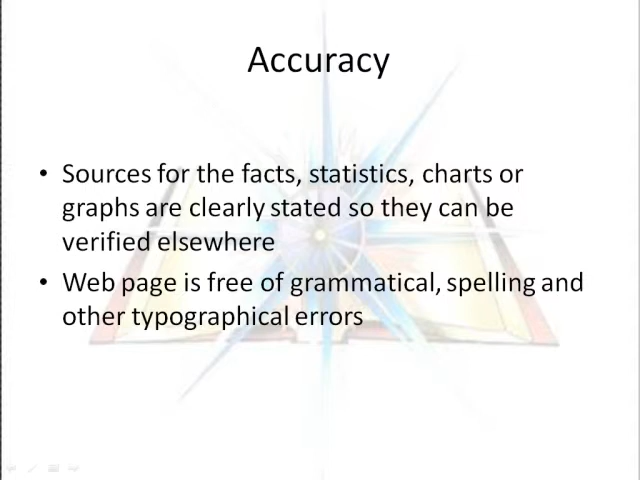 Accuracy
• Sources for the facts, statistics, charts or
graphs are clearly stated so they can be
verified elsewhere
• Web page is free of grammatical, spelling and
other typographical errors